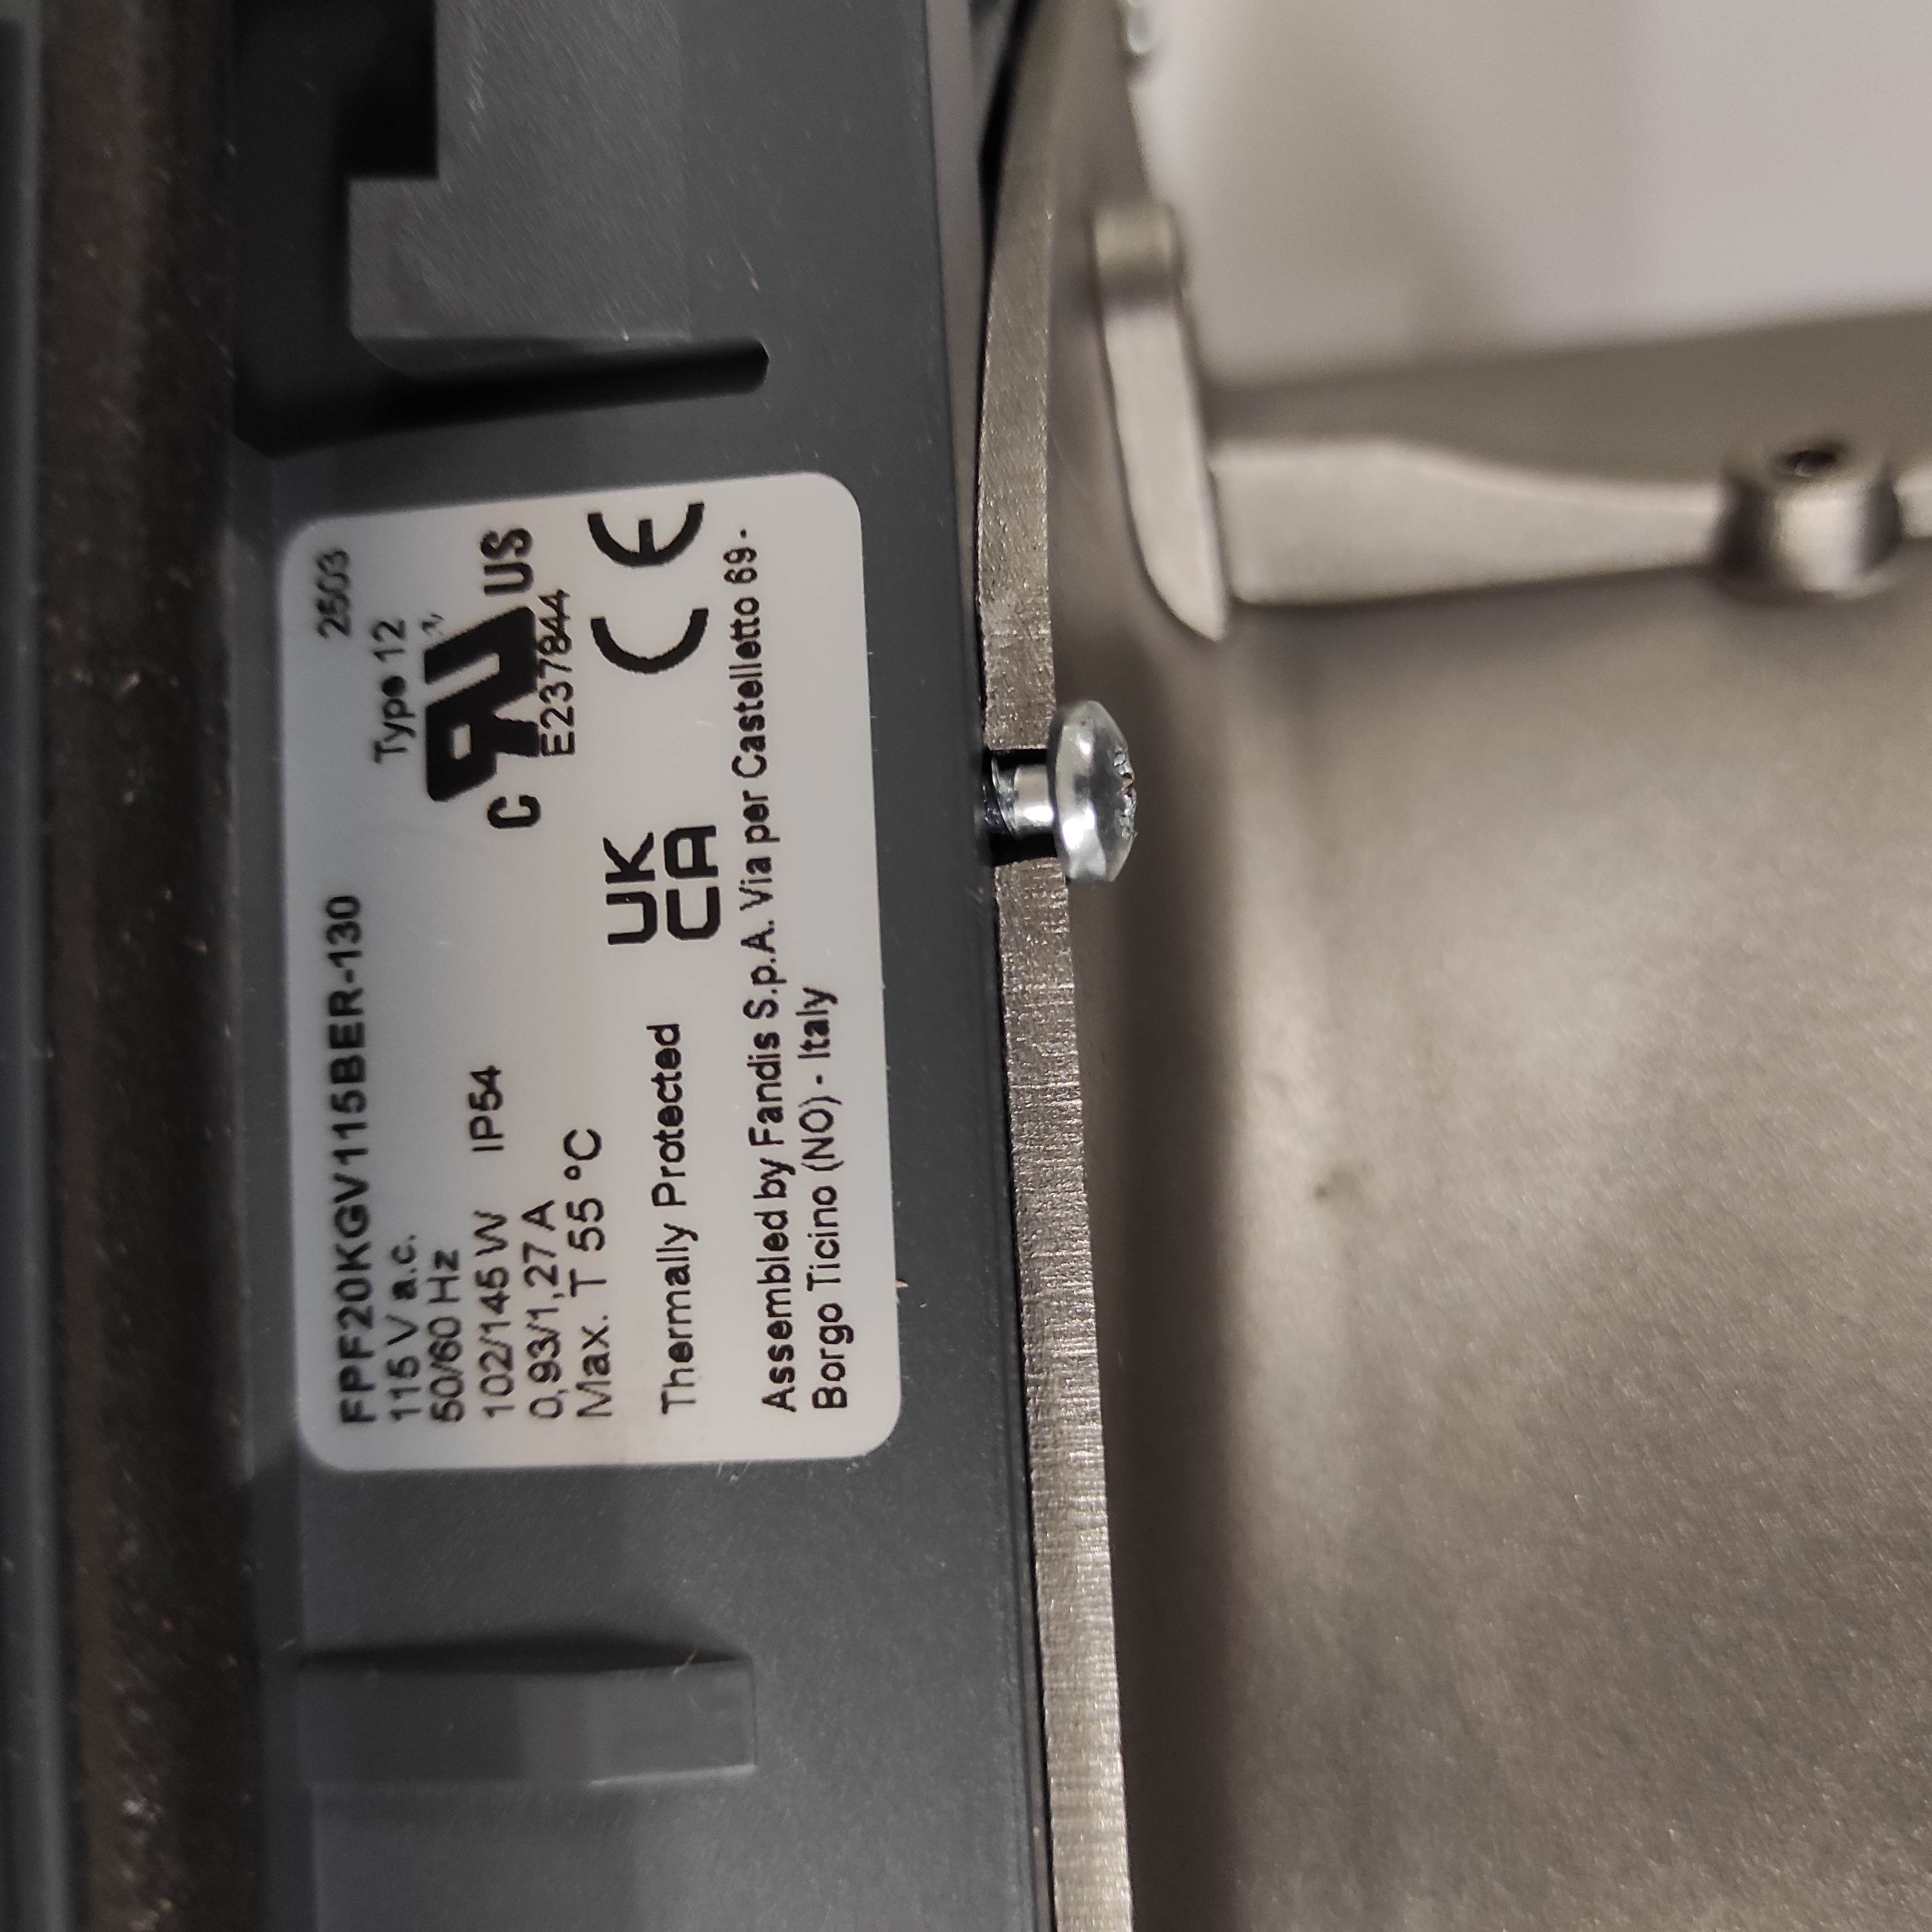 FPF20KGV115BER-130 2503
115 V a.c. Type 12
50/60 Hz
102/145 W IP54
0,93/1,27 A
Max. T 55 °C
C RU US
E237844
Thermally Protected
UK
CA
CE
Assembled by Fandis S.p.A. Via per Castelletto 69 -
Borgo Ticino (NO) - Italy